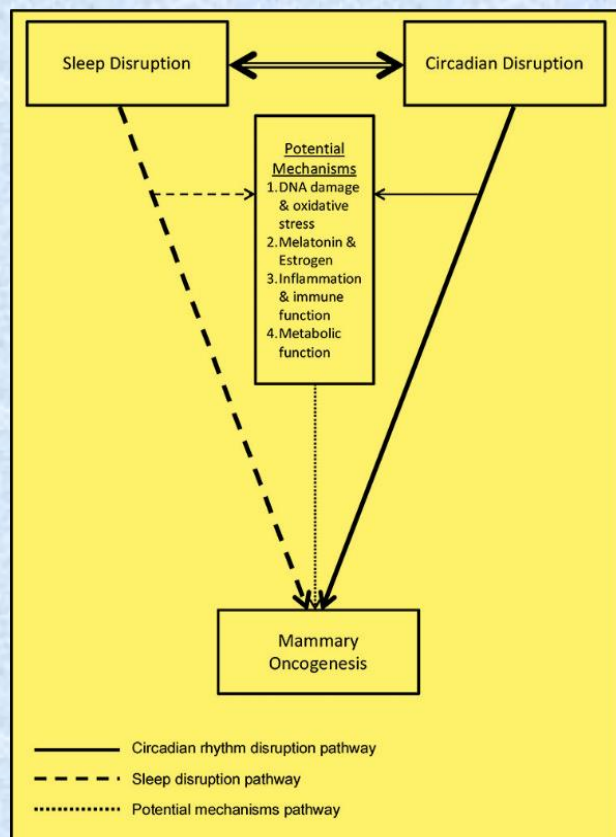 Sleep Disruption
Circadian Disruption
Potential
Mechanisms
1.DNA damage
& oxidative
stress
2.Melatonin &
Estrogen
3.Inflammation
& immune
function
4.Metabolic
function
Mammary
Oncogenesis
Circadian rhythm disruption pathway
Sleep disruption pathway
Potential mechanisms pathway